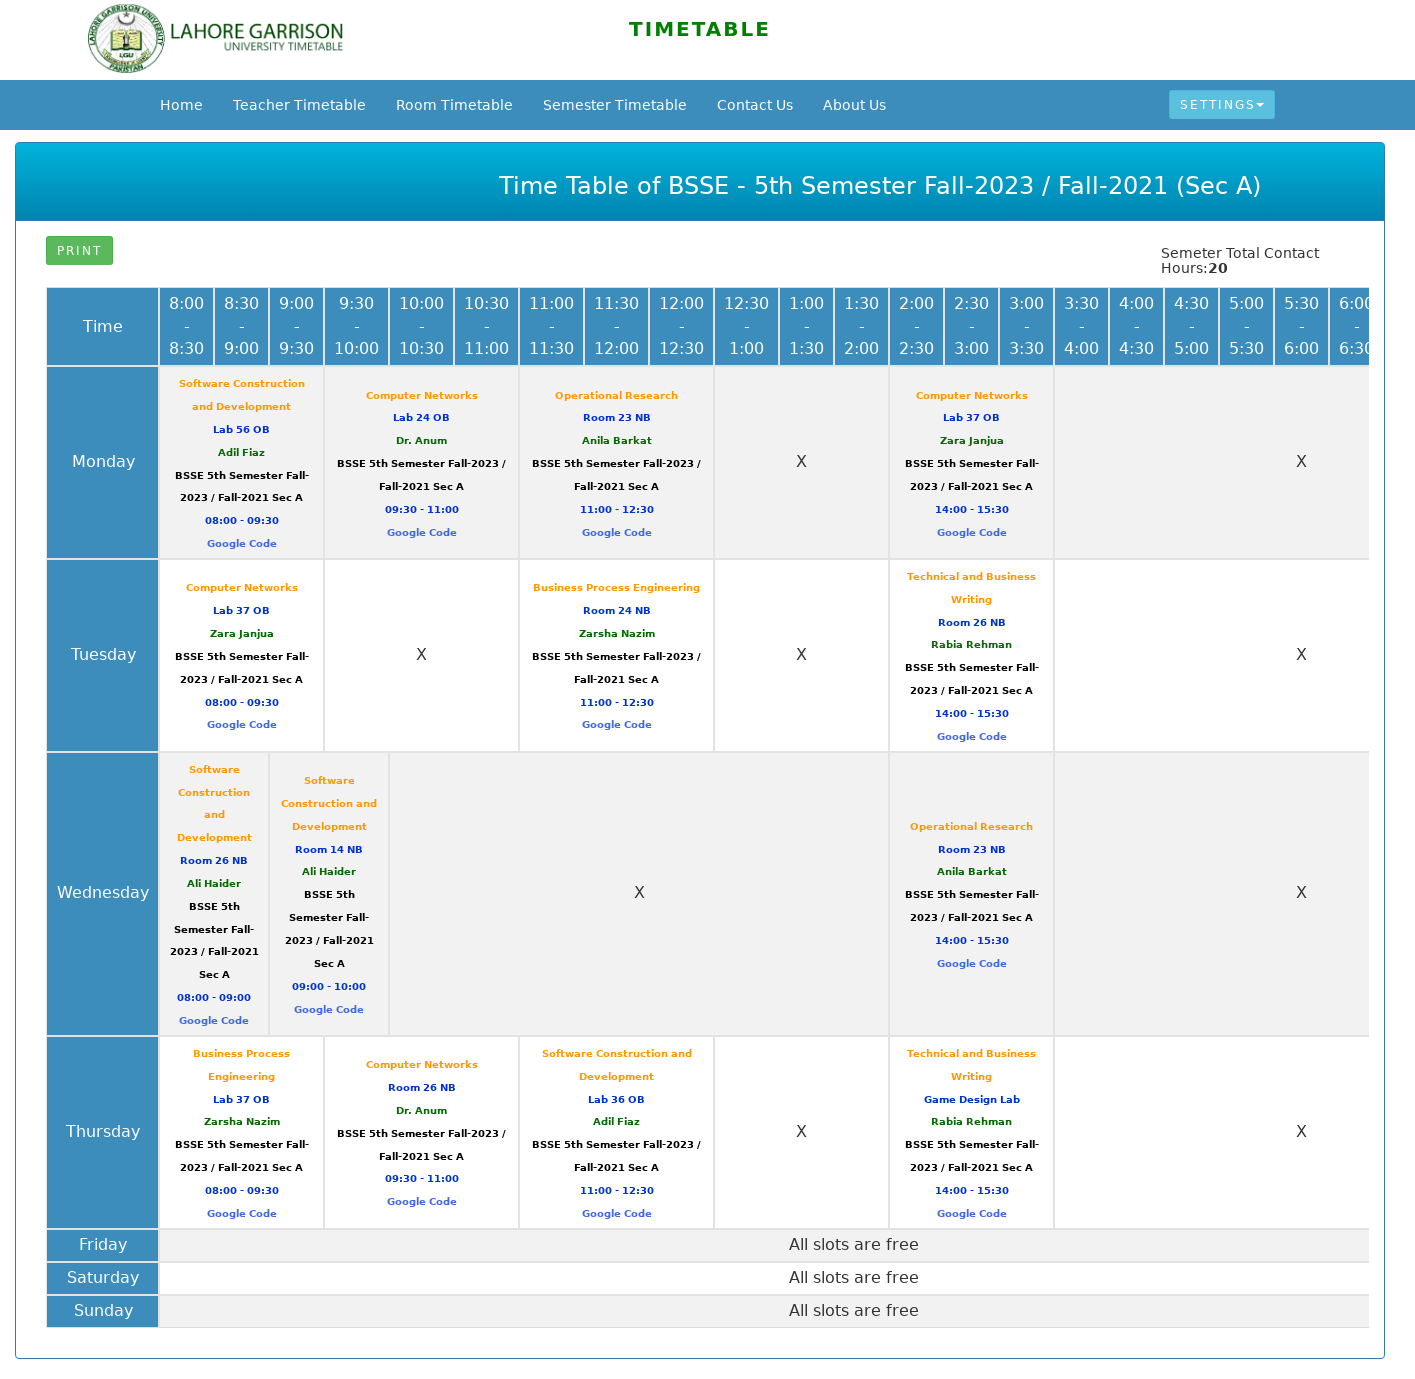 LAHORE GARRISON
UNIVERSITY TIMETABLE
TIMETABLE
Home Teacher Timetable Room Timetable Semester Timetable Contact Us About Us SETTINGS
Time Table of BSSE - 5th Semester Fall-2023 / Fall-2021 (Sec A)
PRINT
Semeter Total Contact
Hours:20
Time
8:00
-
8:30
8:30
-
9:00
9:00
-
9:30
9:30
-
10:00
10:00
-
10:30
10:30
-
11:00
11:00
-
11:30
11:30
-
12:00
12:00
-
12:30
12:30
-
1:00
1:00
-
1:30
1:30
-
2:00
2:00
-
2:30
2:30
-
3:00
3:00
-
3:30
3:30
-
4:00
4:00
-
4:30
4:30
-
5:00
5:00
-
5:30
5:30
-
6:00
6:00
-
6:30
Monday
Software Construction
and Development
Lab 56 OB
Adil Fiaz
BSSE 5th Semester Fall-
2023 / Fall-2021 Sec A
08:00 - 09:30
Google Code
Computer Networks
Lab 24 OB
Dr. Anum
BSSE 5th Semester Fall-2023 /
Fall-2021 Sec A
09:30 - 11:00
Google Code
Operational Research
Room 23 NB
Anila Barkat
BSSE 5th Semester Fall-2023 /
Fall-2021 Sec A
11:00 - 12:30
Google Code
X
Computer Networks
Lab 37 OB
Zara Janjua
BSSE 5th Semester Fall-
2023 / Fall-2021 Sec A
14:00 - 15:30
Google Code
X
Tuesday
Computer Networks
Lab 37 OB
Zara Janjua
BSSE 5th Semester Fall-
2023 / Fall-2021 Sec A
08:00 - 09:30
Google Code
X
Business Process Engineering
Room 24 NB
Zarsha Nazim
BSSE 5th Semester Fall-2023 /
Fall-2021 Sec A
11:00 - 12:30
Google Code
X
Technical and Business
Writing
Room 26 NB
Rabia Rehman
BSSE 5th Semester Fall-
2023 / Fall-2021 Sec A
14:00 - 15:30
Google Code
X
Wednesday
Software
Construction
and
Development
Room 26 NB
Ali Haider
BSSE 5th
Semester Fall-
2023 / Fall-2021
Sec A
08:00 - 09:00
Google Code
Software
Construction and
Development
Room 14 NB
Ali Haider
BSSE 5th
Semester Fall-
2023 / Fall-2021
Sec A
09:00 - 10:00
Google Code
X
Operational Research
Room 23 NB
Anila Barkat
BSSE 5th Semester Fall-
2023 / Fall-2021 Sec A
14:00 - 15:30
Google Code
X
Thursday
Business Process
Engineering
Lab 37 OB
Zarsha Nazim
BSSE 5th Semester Fall-
2023 / Fall-2021 Sec A
08:00 - 09:30
Google Code
Computer Networks
Room 26 NB
Dr. Anum
BSSE 5th Semester Fall-2023 /
Fall-2021 Sec A
09:30 - 11:00
Google Code
Software Construction and
Development
Lab 36 OB
Adil Fiaz
BSSE 5th Semester Fall-2023 /
Fall-2021 Sec A
11:00 - 12:30
Google Code
X
Technical and Business
Writing
Game Design Lab
Rabia Rehman
BSSE 5th Semester Fall-
2023 / Fall-2021 Sec A
14:00 - 15:30
Google Code
X
Friday
All slots are free
Saturday
All slots are free
Sunday
All slots are free